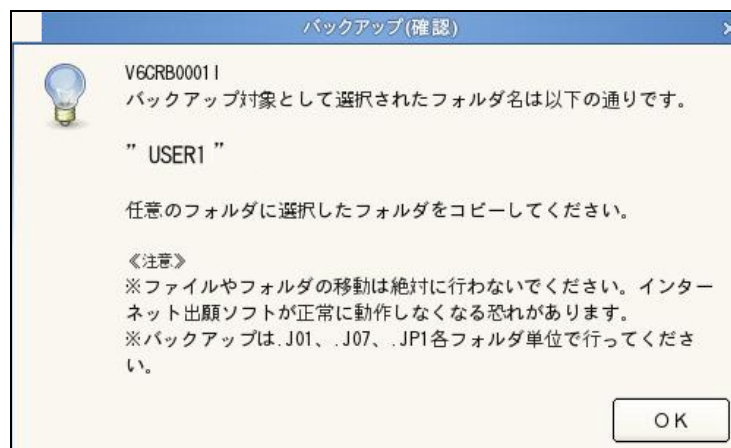 バックアップ(確認)
V6CRB0001I
バックアップ対象として選択されたフォルダ名は以下の通りです。
” USER1 ”
任意のフォルダに選択したフォルダをコピーしてください。
≪注意≫
※ファイルやフォルダの移動は絶対に行わないでください。インター
ネット出願ソフトが正常に動作しなくなる恐れがあります。
※バックアップは.J01、.J07、.JP1各フォルダ単位で行ってくださ
い。
OK